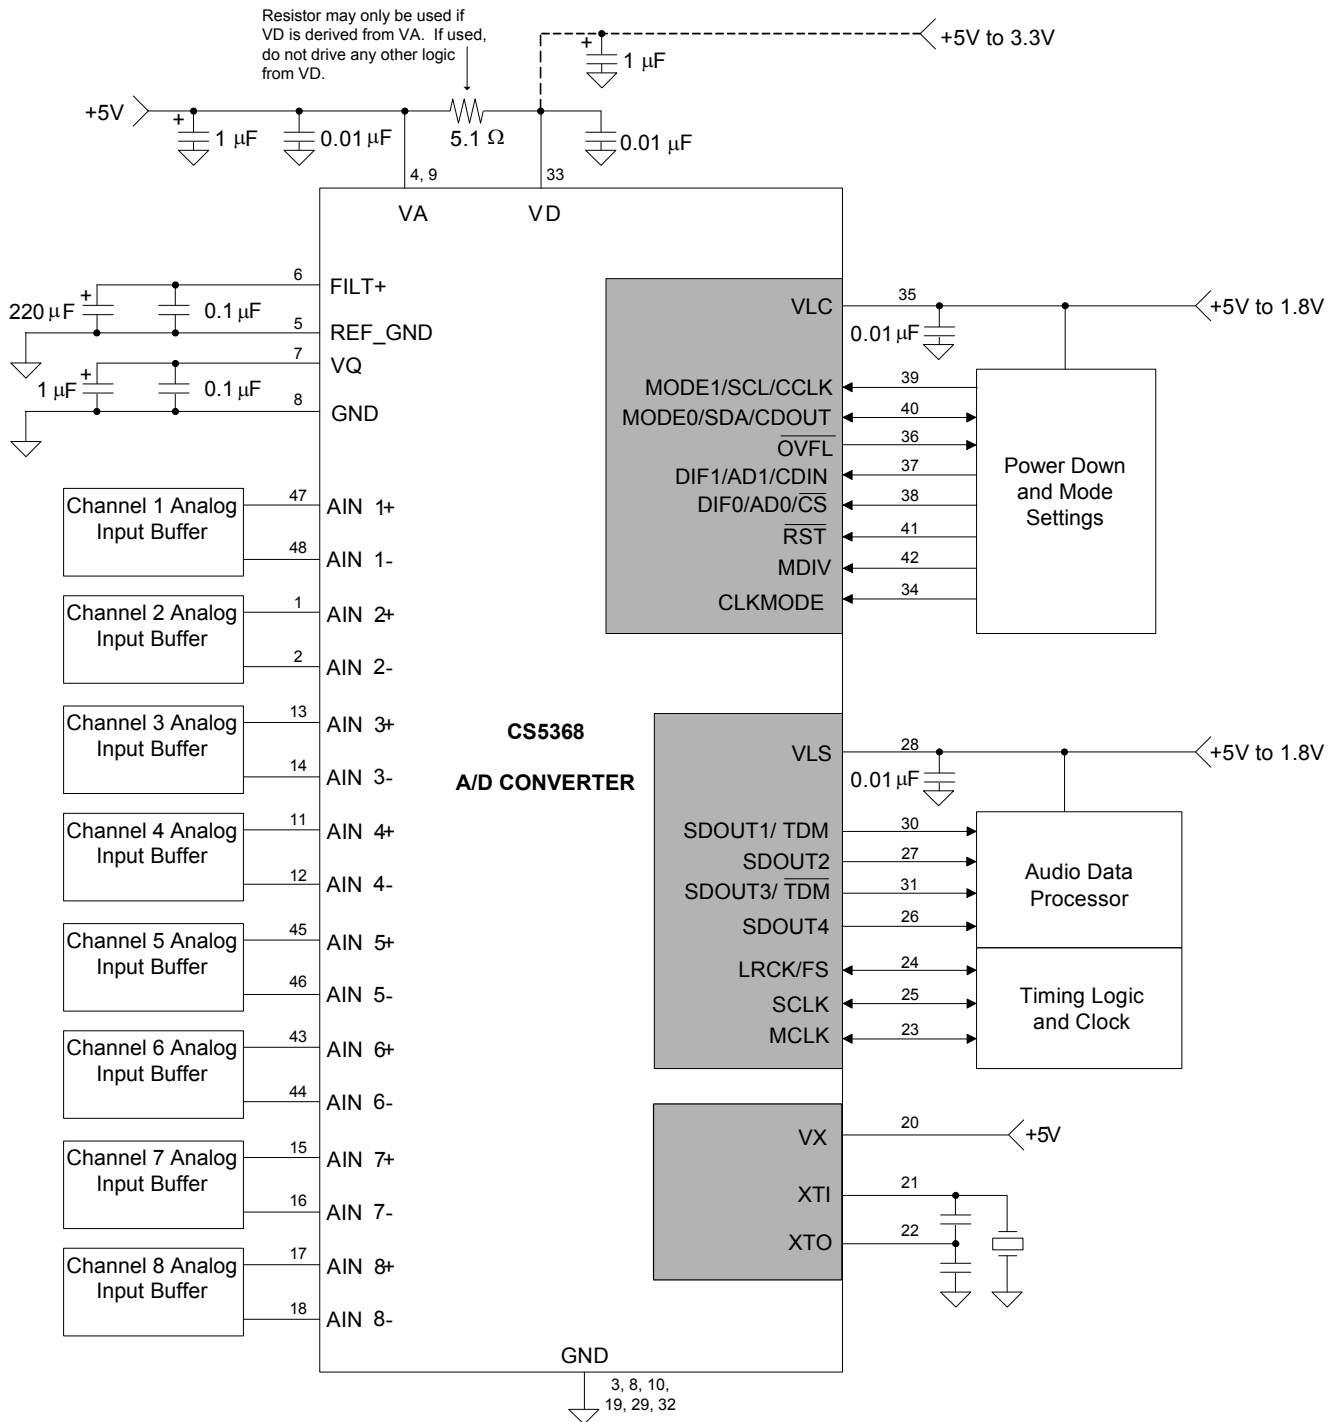 Resistor may only be used if
VD is derived from VA. If used,
do not drive any other logic
from VD.
+5V to 3.3V
+
1 µF
+5V
+
1 µF
0.01 µF
5.1 Ω
0.01 µF
4, 9
33
VA
VD
6
FILT+
220 µF
+
0.1 µF
5
REF_GND
7
VQ
1 µF
+
0.1 µF
8
GND
VLC
35
+5V to 1.8V
0.01 µF
MODE1/SCL/CCLK
39
MODE0/SDA/CDOUT
40
OVFL
36
DIF1/AD1/CDIN
37
DIF0/AD0/CS
38
RST
41
MDIV
42
CLKMODE
34
Power Down
and Mode
Settings
Channel 1 Analog
Input Buffer
47
AIN 1+
48
AIN 1-
Channel 2 Analog
Input Buffer
1
AIN 2+
2
AIN 2-
Channel 3 Analog
Input Buffer
13
AIN 3+
14
AIN 3-
Channel 4 Analog
Input Buffer
11
AIN 4+
12
AIN 4-
Channel 5 Analog
Input Buffer
45
AIN 5+
46
AIN 5-
Channel 6 Analog
Input Buffer
43
AIN 6+
44
AIN 6-
Channel 7 Analog
Input Buffer
15
AIN 7+
16
AIN 7-
Channel 8 Analog
Input Buffer
17
AIN 8+
18
AIN 8-
CS5368
A/D CONVERTER
VLS
28
+5V to 1.8V
0.01 µF
SDOUT1/ TDM
30
SDOUT2
27
SDOUT3/ TDM
31
SDOUT4
26
Audio Data
Processor
LRCK/FS
24
SCLK
25
MCLK
23
Timing Logic
and Clock
VX
20
+5V
XTI
21
XTO
22
GND
3, 8, 10,
19, 29, 32